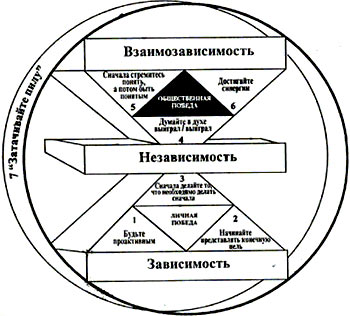 7 "Затачивайте пилу"
Взаимозависимость
Сначала стремитесь
понять,
а потом быть
понятым
5
ОБЩЕСТВЕННАЯ
ПОБЕДА
Достигайте
синергии
6
Думайте в духе
выиграл / выиграл
4
Независимость
3
Сначала делайте то,
что необходимо делать
сначала
1
Будьте
проактивным
ЛИЧНАЯ
ПОБЕДА
2
Начинайте
представлять конечную
цель
Зависимость